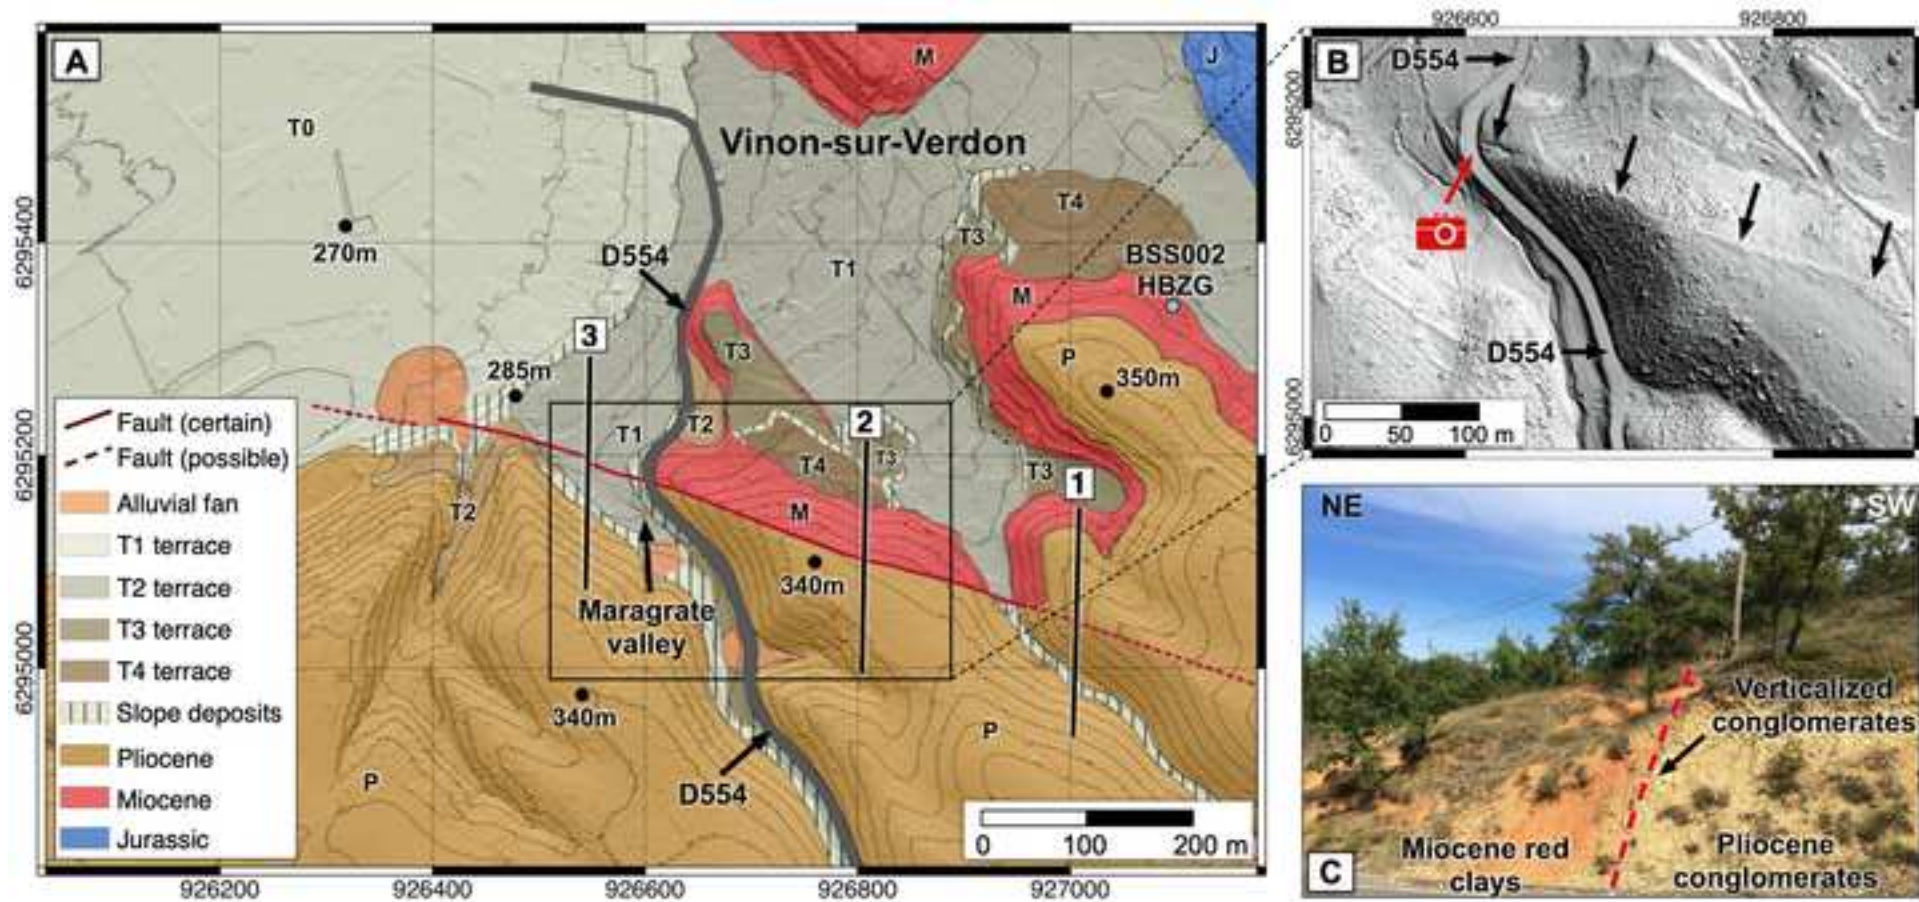 A
M
J
T0
Vinon-sur-Verdon
T4
T3
BSS002
HBZG
270m
D554
T1
M
3
T3
P
350m
285m
2
T1
T2
T4
T3
T3
1
T2
M
340m
Maragrate
valley
340m
P
D554
P
Fault (certain)
Fault (possible)
Alluvial fan
T1 terrace
T2 terrace
T3 terrace
T4 terrace
Slope deposits
Pliocene
Miocene
Jurassic
0 100 200 m
6295400
6295200
6295000
926200 926400 926600 926800 927000
926600 926800
B
D554
D554
6295200
6295000
0 50 100 m
NE SW
Verticalized
conglomerates
Miocene red
clays
Pliocene
conglomerates
C